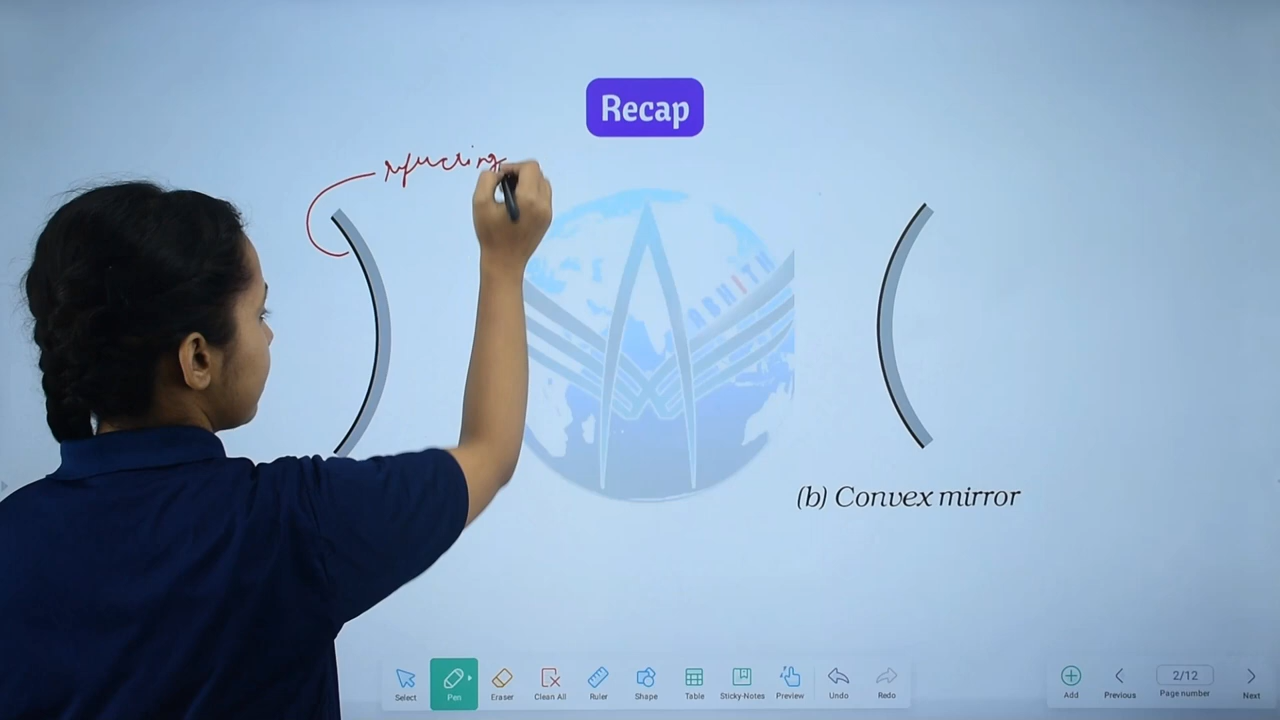 Recap
ABHITH
(b) Convex mirror
Select
Pen
Eraser
Clean All
Ruler
Shape
Table
Sticky-Notes
Preview
Undo
Redo
Add
Previous
2/12
Page number
Next